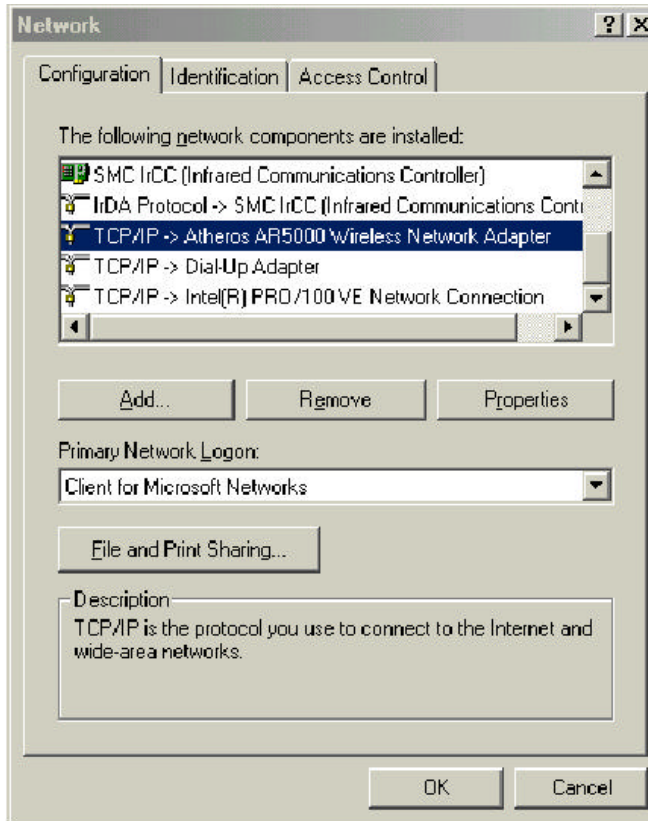 Network
Configuration Identification Access Control
The following network components are installed:
SMC IrCC (Infrared Communications Controller)
IrDA Protocol -> SMC IrCC (Infrared Communications Contr
TCP/IP -> Atheros AR5000 Wireless Network Adapter
TCP/IP -> Dial-Up Adapter
TCP/IP -> Intel(R) PRO/100 VE Network Connection
Add... Remove Properties
Primary Network Logon:
Client for Microsoft Networks
File and Print Sharing...
Description
TCP/IP is the protocol you use to connect to the Internet and
wide-area networks.
OK Cancel